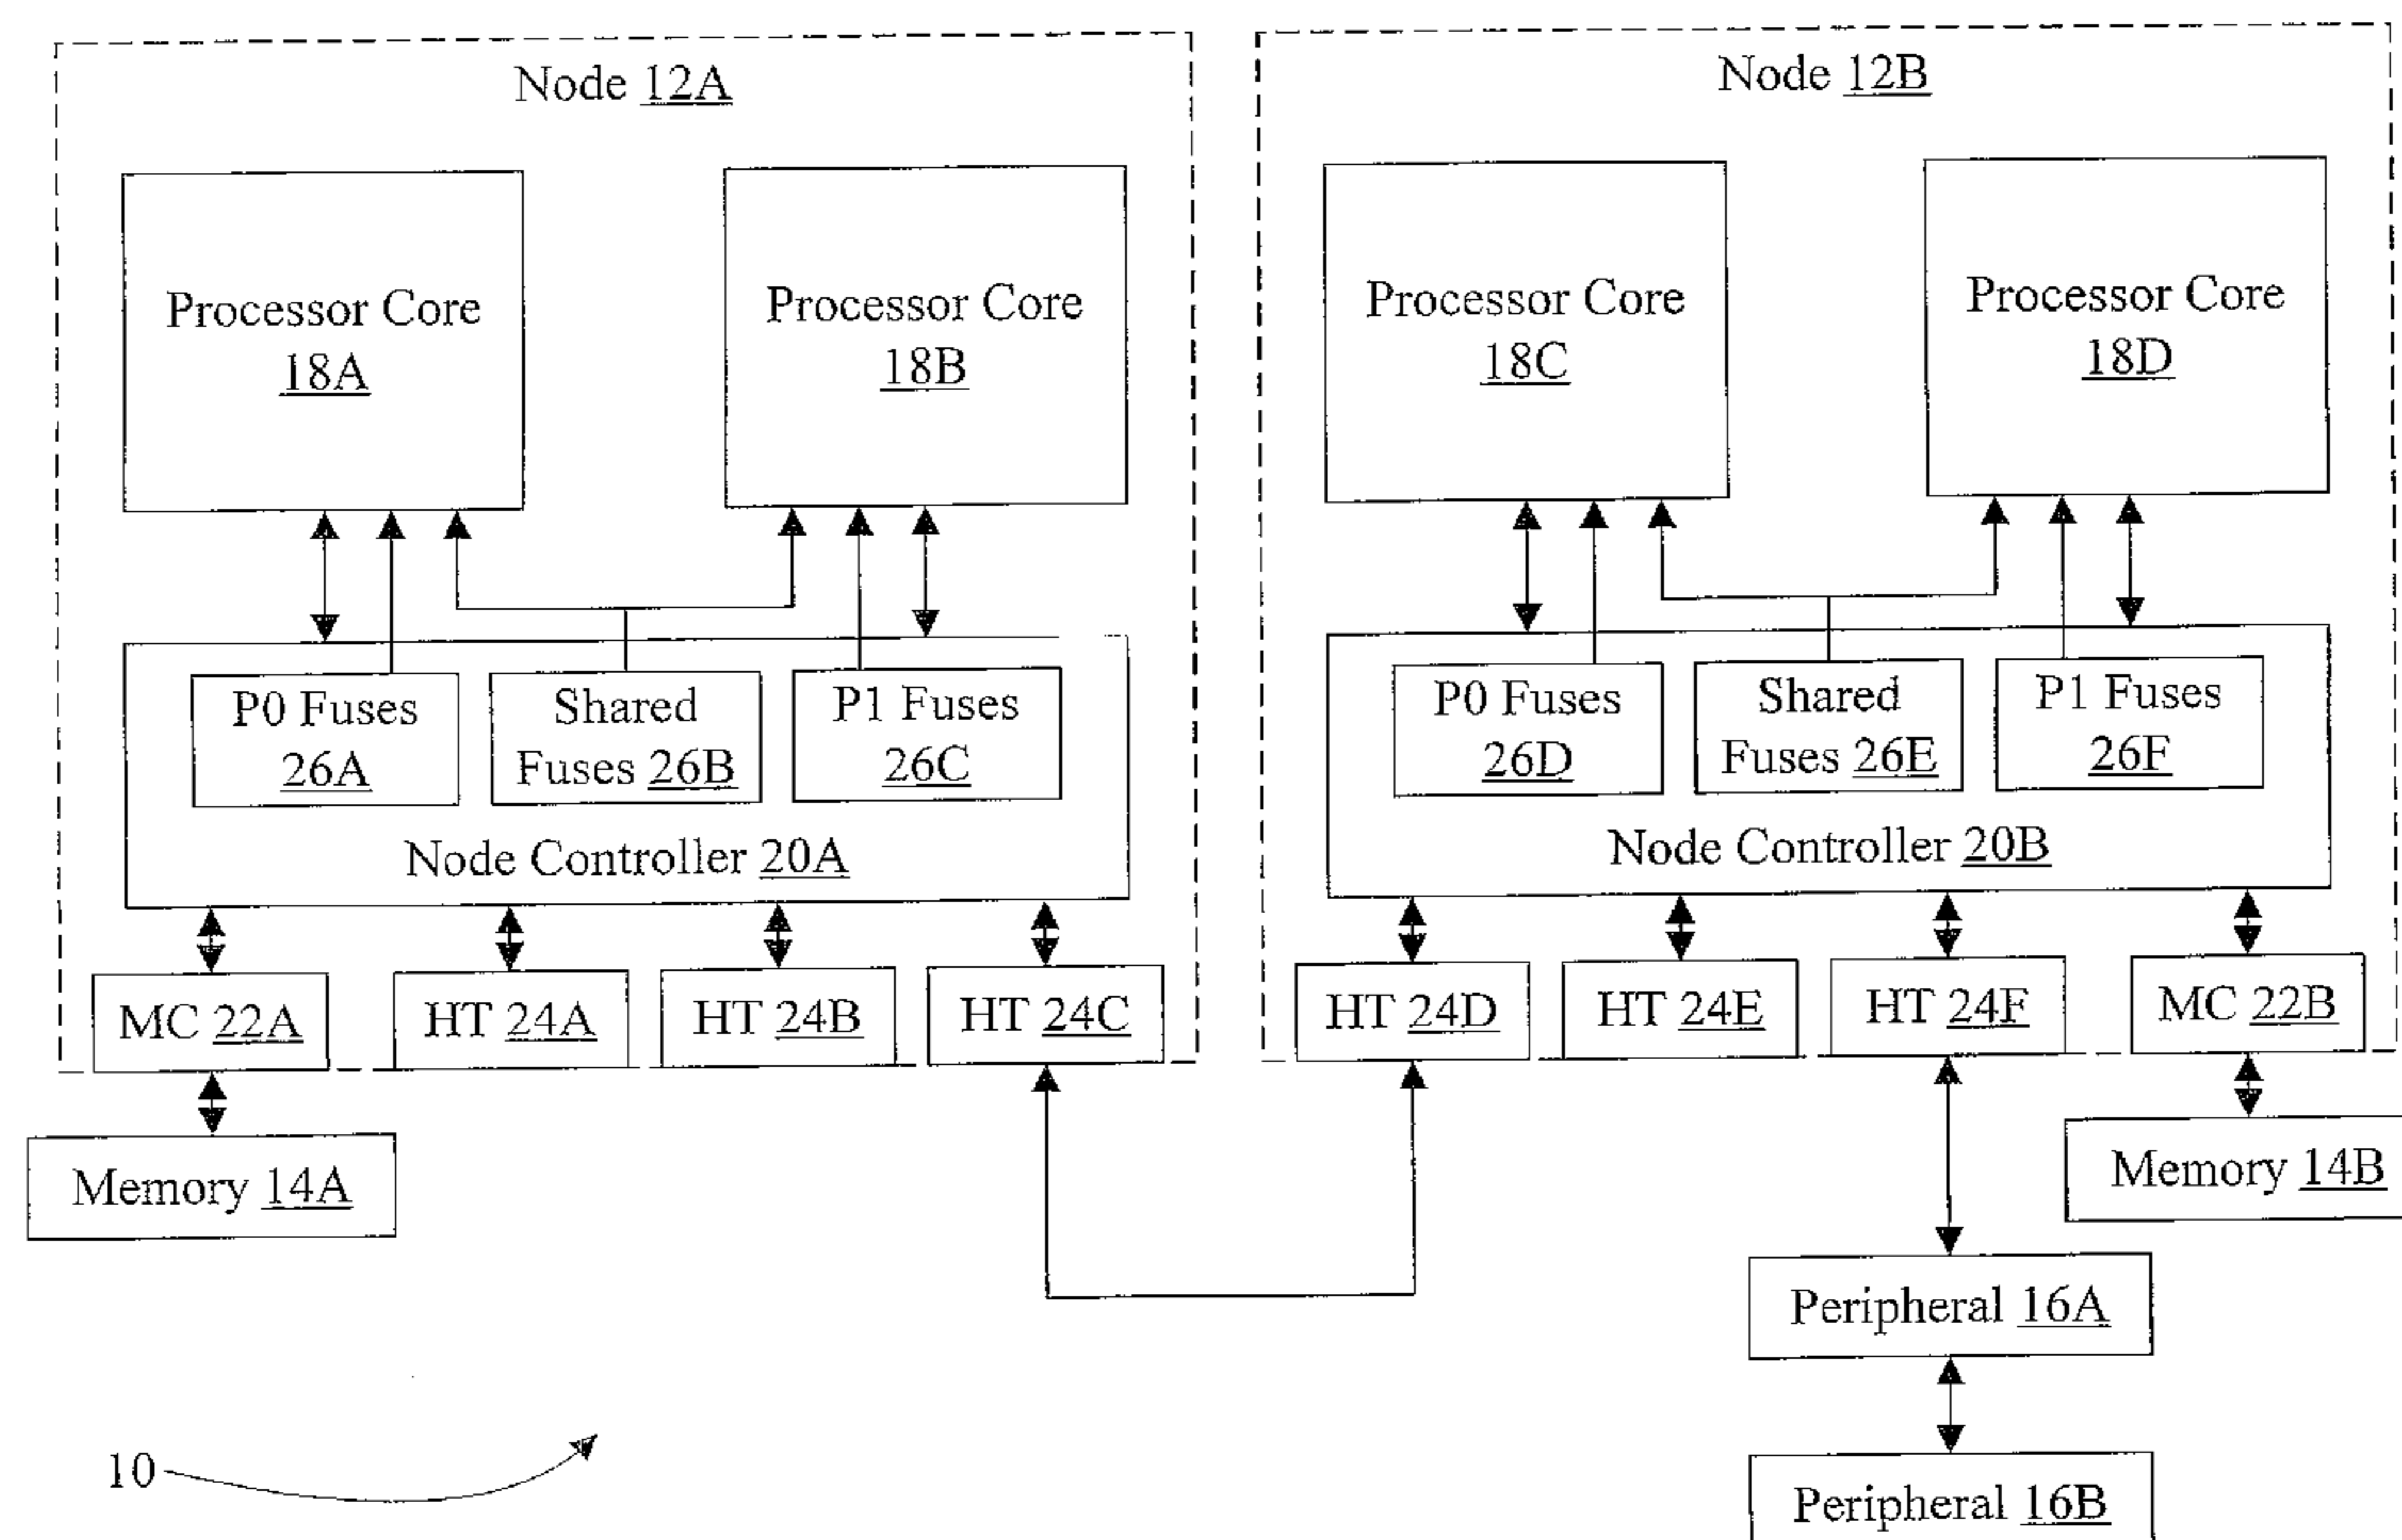 Node 12A
Processor Core
18A
Processor Core
18B
P0 Fuses
26A
Shared
Fuses 26B
P1 Fuses
26C
Node Controller 20A
MC 22A
HT 24A
HT 24B
HT 24C
Memory 14A
Node 12B
Processor Core
18C
Processor Core
18D
P0 Fuses
26D
Shared
Fuses 26E
P1 Fuses
26F
Node Controller 20B
HT 24D
HT 24E
HT 24F
MC 22B
Memory 14B
Peripheral 16A
Peripheral 16B
10